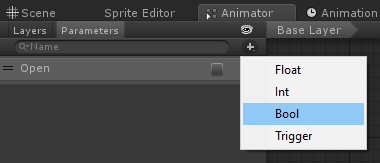 Scene Sprite Editor Animator Animation
Layers Parameters Base Layer
Name
Open
Float
Int
Bool
Trigger